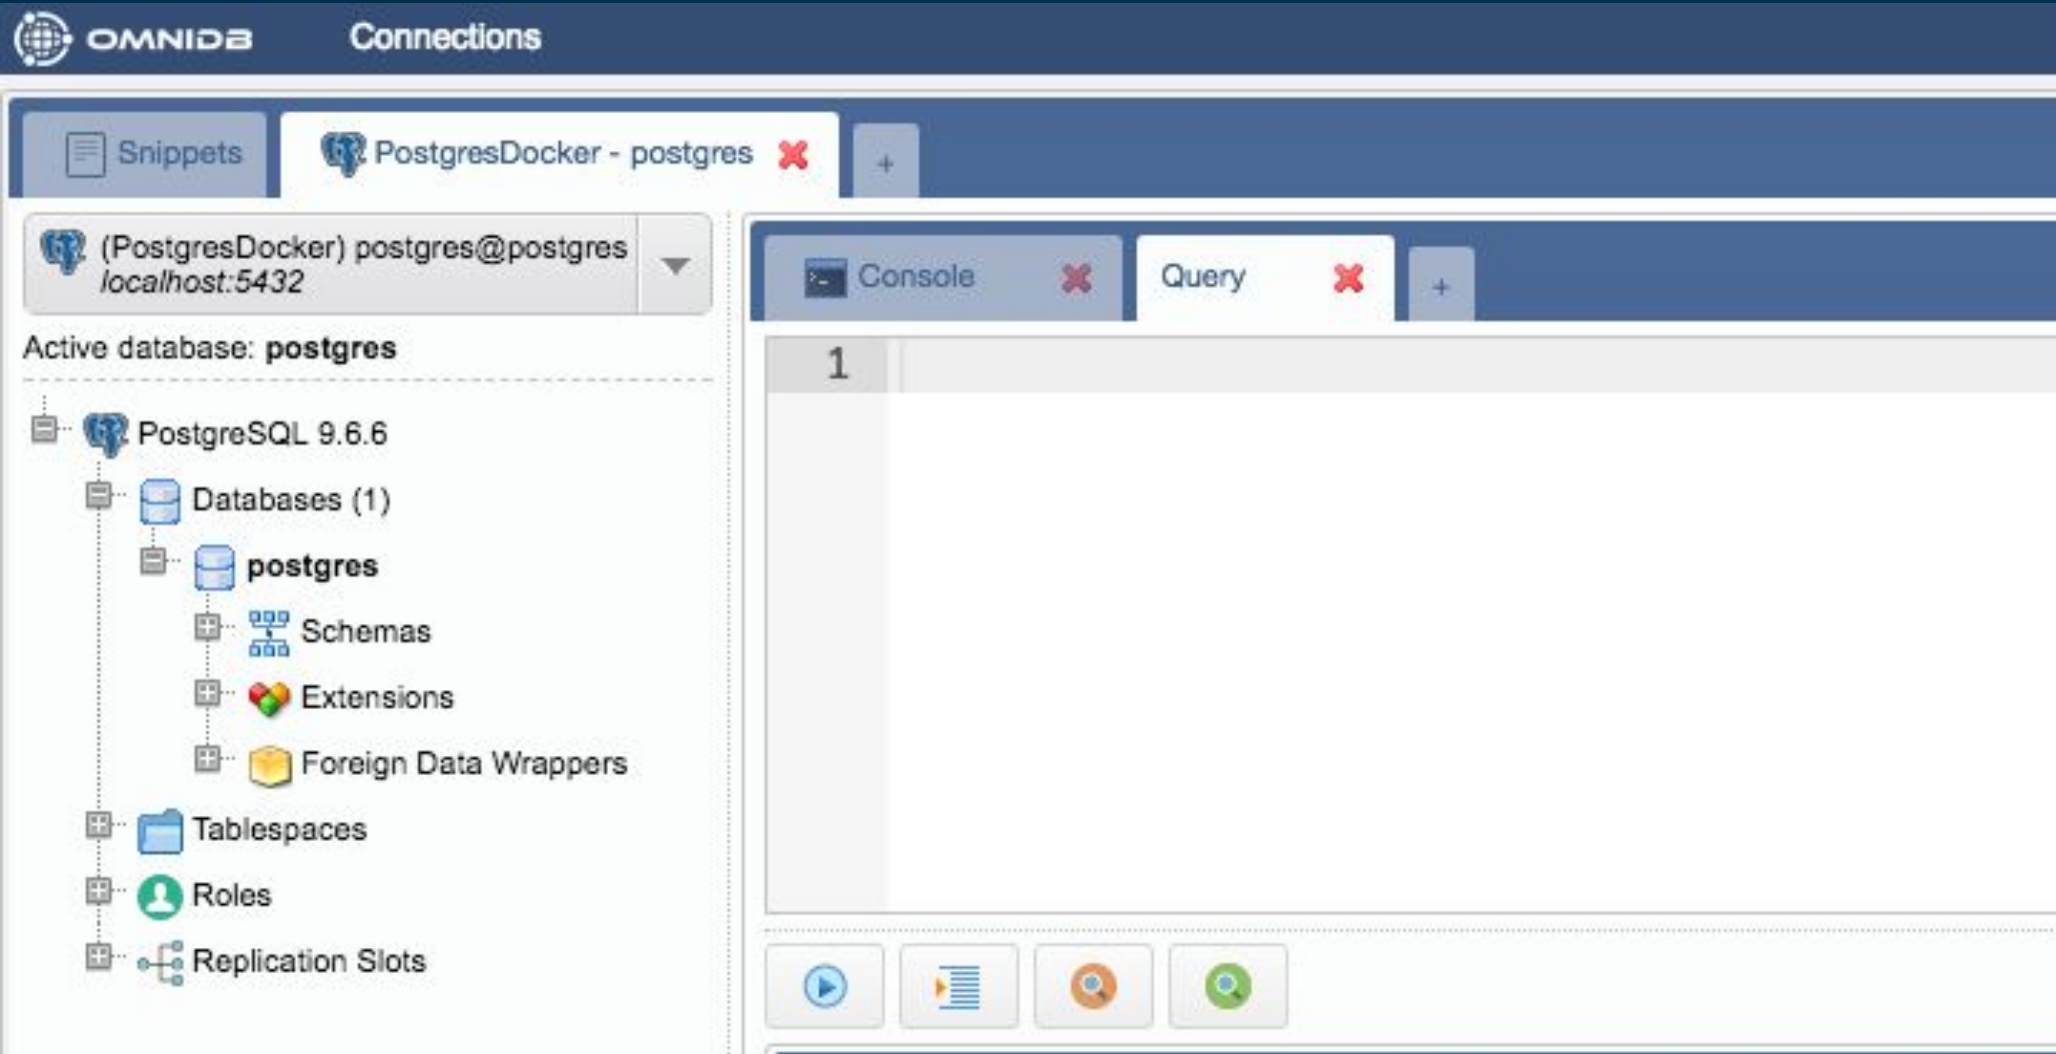 OMNIDB Connections
Snippets PostgresDocker - postgres +
(PostgresDocker) postgres@postgres
localhost:5432
Active database: postgres
PostgreSQL 9.6.6
Databases (1)
postgres
Schemas
Extensions
Foreign Data Wrappers
Tablespaces
Roles
Replication Slots
Console Query +
1